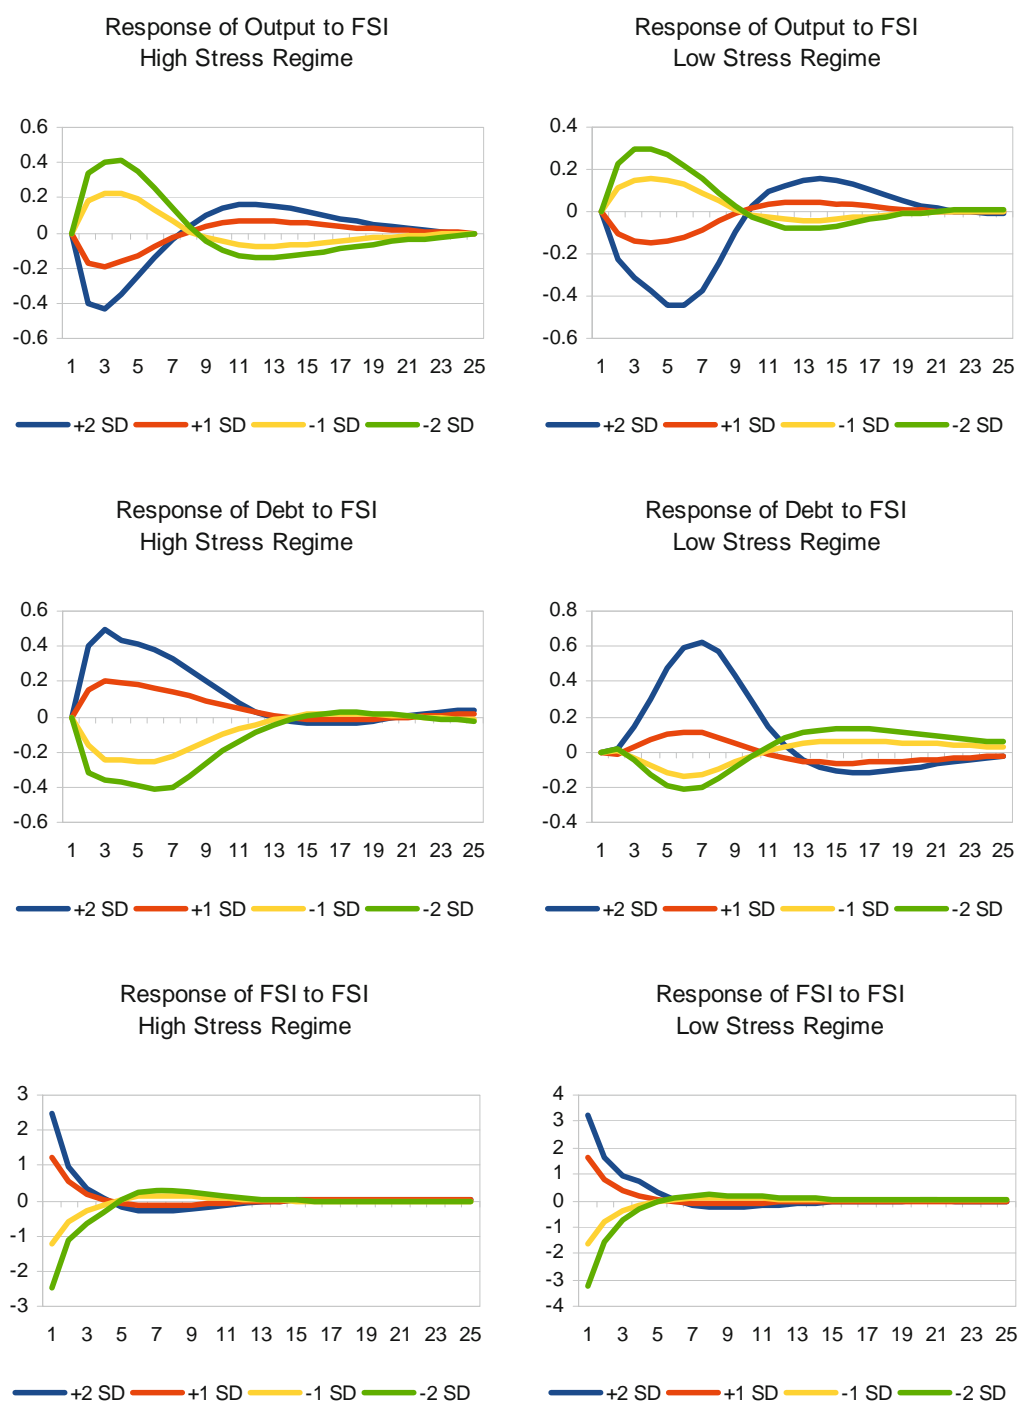 Response of Output to FSI
High Stress Regime
0.6
0.4
0.2
0
-0.2
-0.4
-0.6
1 3 5 7 9 11 13 15 17 19 21 23 25
+2 SD +1 SD -1 SD -2 SD
Response of Output to FSI
Low Stress Regime
0.4
0.2
0
-0.2
-0.4
-0.6
1 3 5 7 9 11 13 15 17 19 21 23 25
+2 SD +1 SD -1 SD -2 SD
Response of Debt to FSI
High Stress Regime
0.6
0.4
0.2
0
-0.2
-0.4
-0.6
1 3 5 7 9 11 13 15 17 19 21 23 25
+2 SD +1 SD -1 SD -2 SD
Response of Debt to FSI
Low Stress Regime
0.8
0.6
0.4
0.2
0
-0.2
-0.4
1 3 5 7 9 11 13 15 17 19 21 23 25
+2 SD +1 SD -1 SD -2 SD
Response of FSI to FSI
High Stress Regime
3
2
1
0
-1
-2
-3
1 3 5 7 9 11 13 15 17 19 21 23 25
+2 SD +1 SD -1 SD -2 SD
Response of FSI to FSI
Low Stress Regime
4
3
2
1
0
-1
-2
-3
-4
1 3 5 7 9 11 13 15 17 19 21 23 25
+2 SD +1 SD -1 SD -2 SD